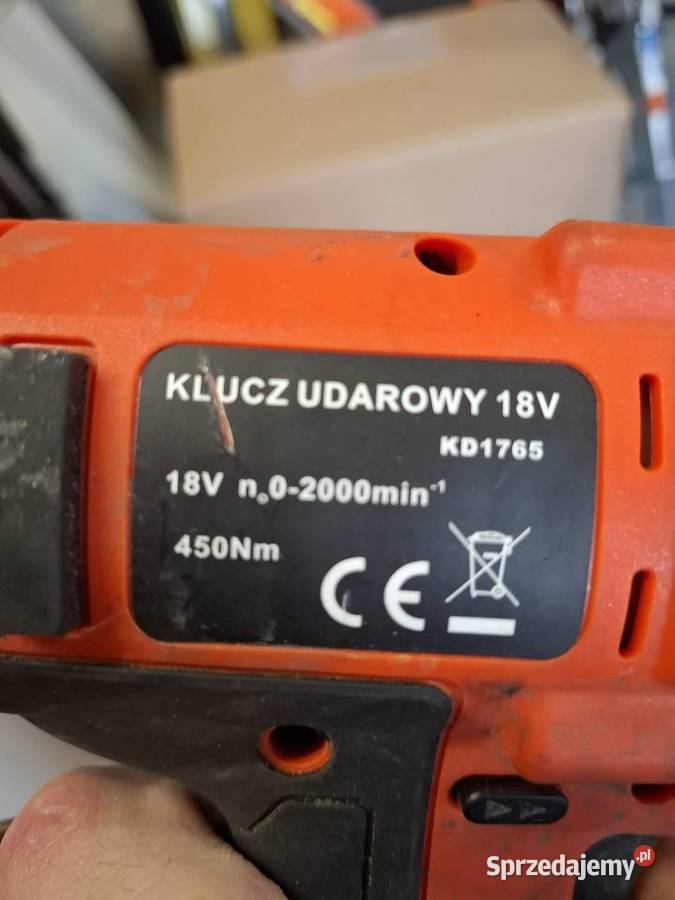 KLUCZ UDAROWY 18V
KD1765
18V n₀0-2000min⁻¹
450Nm
CE
Sprzedajemy.pl